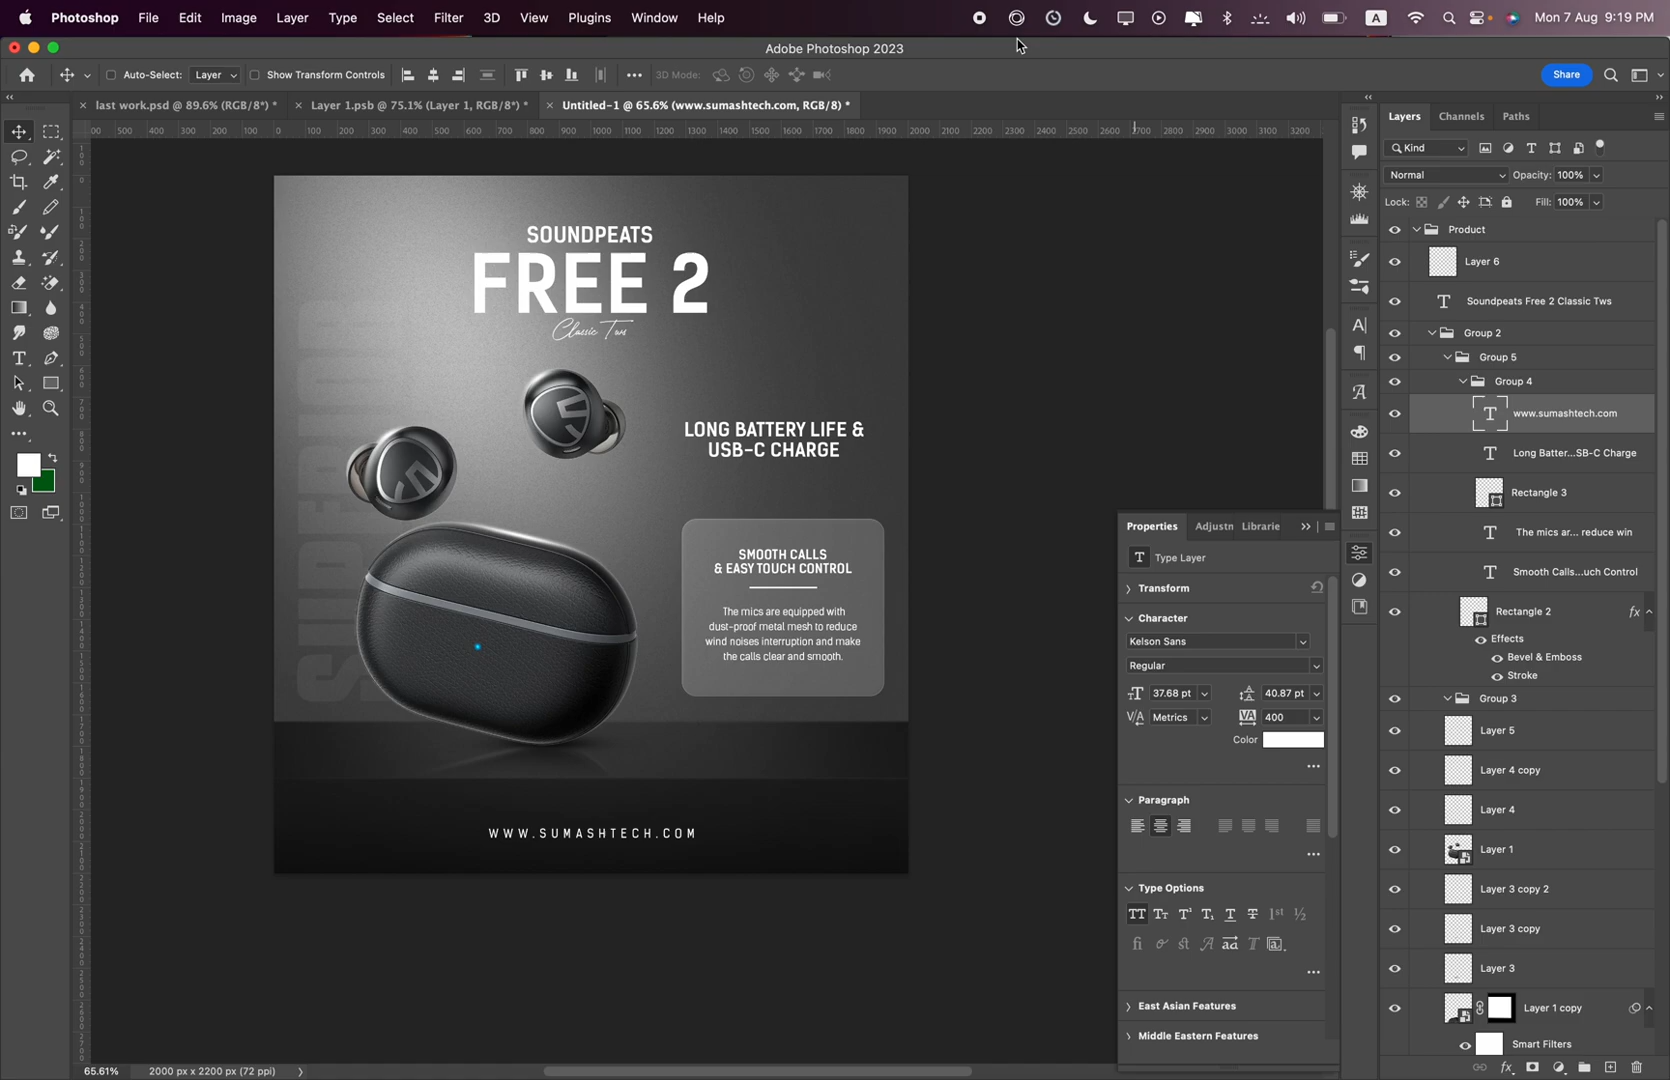 Photoshop File Edit Image Layer Type Select Filter 3D View Plugins Window Help A Mon 7 Aug 9:19 PM
Adobe Photoshop 2023
Auto-Select: Layer Show Transform Controls 3D Mode: Share
last work.psd @ 89.6% (RGB/8*) * Layer 1.psb @ 75.1% (Layer 1, RGB/8*) * Untitled-1 @ 65.6% (www.sumashtech.com, RGB/8) *
SOUNDPEATS
FREE 2
Classic Tws
SUPERIOR
LONG BATTERY LIFE &
USB-C CHARGE
SMOOTH CALLS
& EASY TOUCH CONTROL
The mics are equipped with
dust-proof metal mesh to reduce
wind noises interruption and make
the calls clear and smooth.
WWW.SUMASHTECH.COM
65.61% 2000 px x 2200 px (72 ppi)
Properties Adjustn Librarie
Type Layer
Transform
Character
Kelson Sans
Regular
37.68 pt 40.87 pt
Metrics 400
Color
Paragraph
Type Options
East Asian Features
Middle Eastern Features
Layers Channels Paths
Kind
Normal Opacity: 100%
Lock: Fill: 100%
Product
Layer 6
Soundpeats Free 2 Classic Tws
Group 2
Group 5
Group 4
www.sumashtech.com
Long Batter...SB-C Charge
Rectangle 3
The mics ar... reduce win
Smooth Calls...uch Control
Rectangle 2 fx
Effects
Bevel & Emboss
Stroke
Group 3
Layer 5
Layer 4 copy
Layer 4
Layer 1
Layer 3 copy 2
Layer 3 copy
Layer 3
Layer 1 copy
Smart Filters